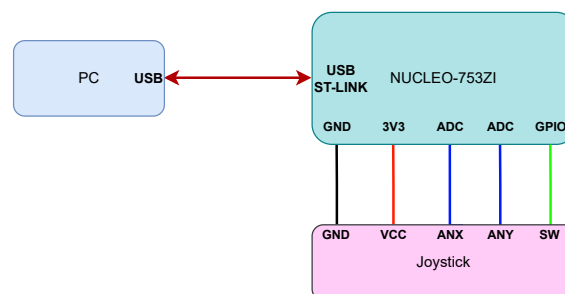 PC
USB
USB
ST-LINK
NUCLEO-753ZI
GND 3V3 ADC ADC GPIO
GND VCC ANX ANY SW
Joystick